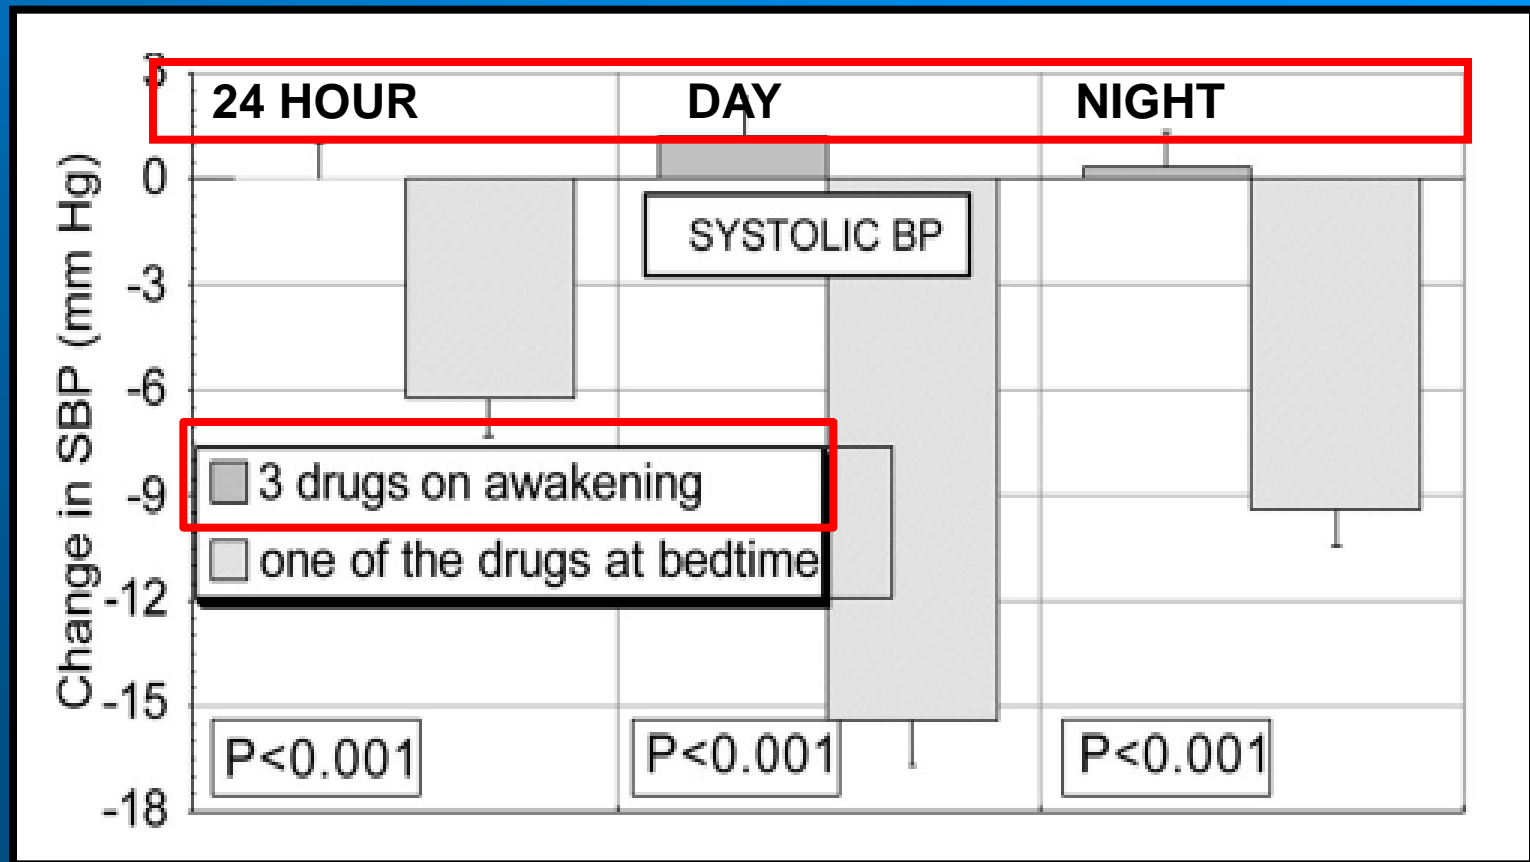 24 HOUR DAY NIGHT
3
0
-3
-6
-9
-12
-15
-18
Change in SBP (mm Hg)
SYSTOLIC BP
3 drugs on awakening
one of the drugs at bedtime
P<0.001 P<0.001 P<0.001